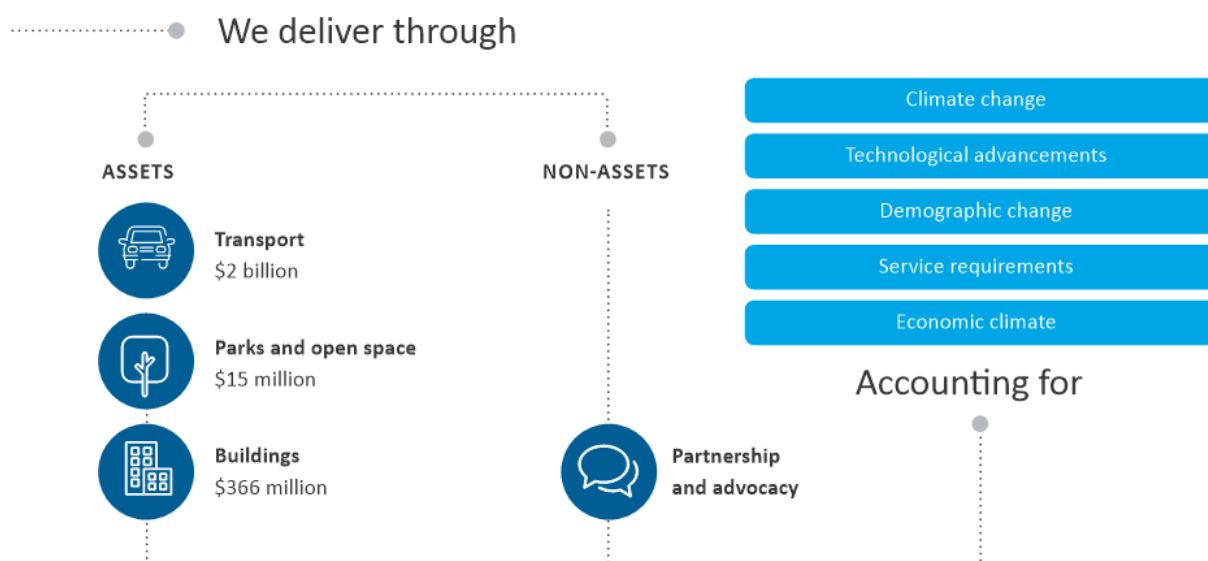 We deliver through
ASSETS
Transport
$2 billion
Parks and open space
$15 million
Buildings
$366 million
NON-ASSETS
Partnership
and advocacy
Climate change
Technological advancements
Demographic change
Service requirements
Economic climate
Accounting for